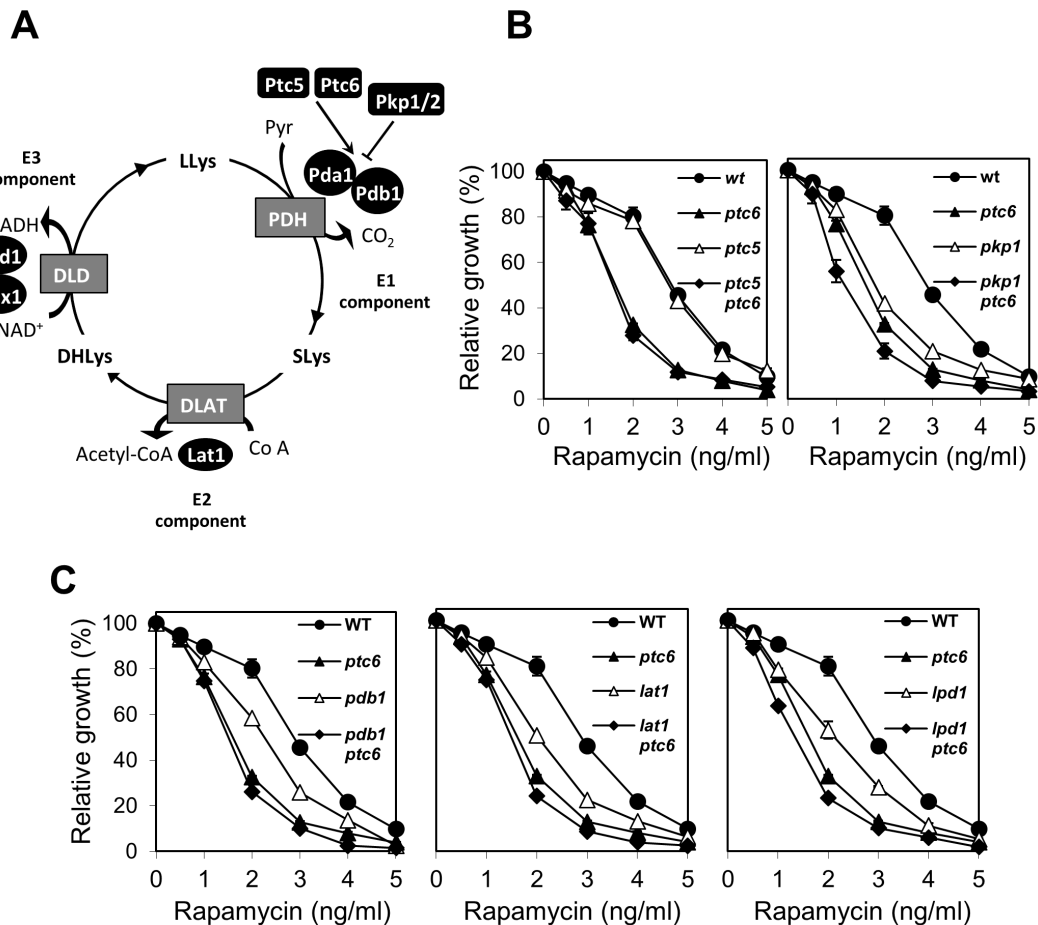 A
Ptc5 Ptc6
Pkp1/2
Pyr
Pda1
Pdb1
E3
omponent
LLys
PDH
CO2
E1
component
ADH
d1
DLD
x1
NAD+
DHLys
SLys
DLAT
Acetyl-CoA Lat1 Co A
E2
component
B
Relative growth (%)
100
80
60
40
20
0
wt
ptc6
ptc5
ptc5
ptc6
0 1 2 3 4 5
Rapamycin (ng/ml)
wt
ptc6
pkp1
pkp1
ptc6
0 1 2 3 4 5
Rapamycin (ng/ml)
C
Relative growth (%)
100
80
60
40
20
0
WT
ptc6
pdb1
pdb1
ptc6
0 1 2 3 4 5
Rapamycin (ng/ml)
WT
ptc6
lat1
lat1
ptc6
0 1 2 3 4 5
Rapamycin (ng/ml)
WT
ptc6
lpd1
lpd1
ptc6
0 1 2 3 4 5
Rapamycin (ng/ml)